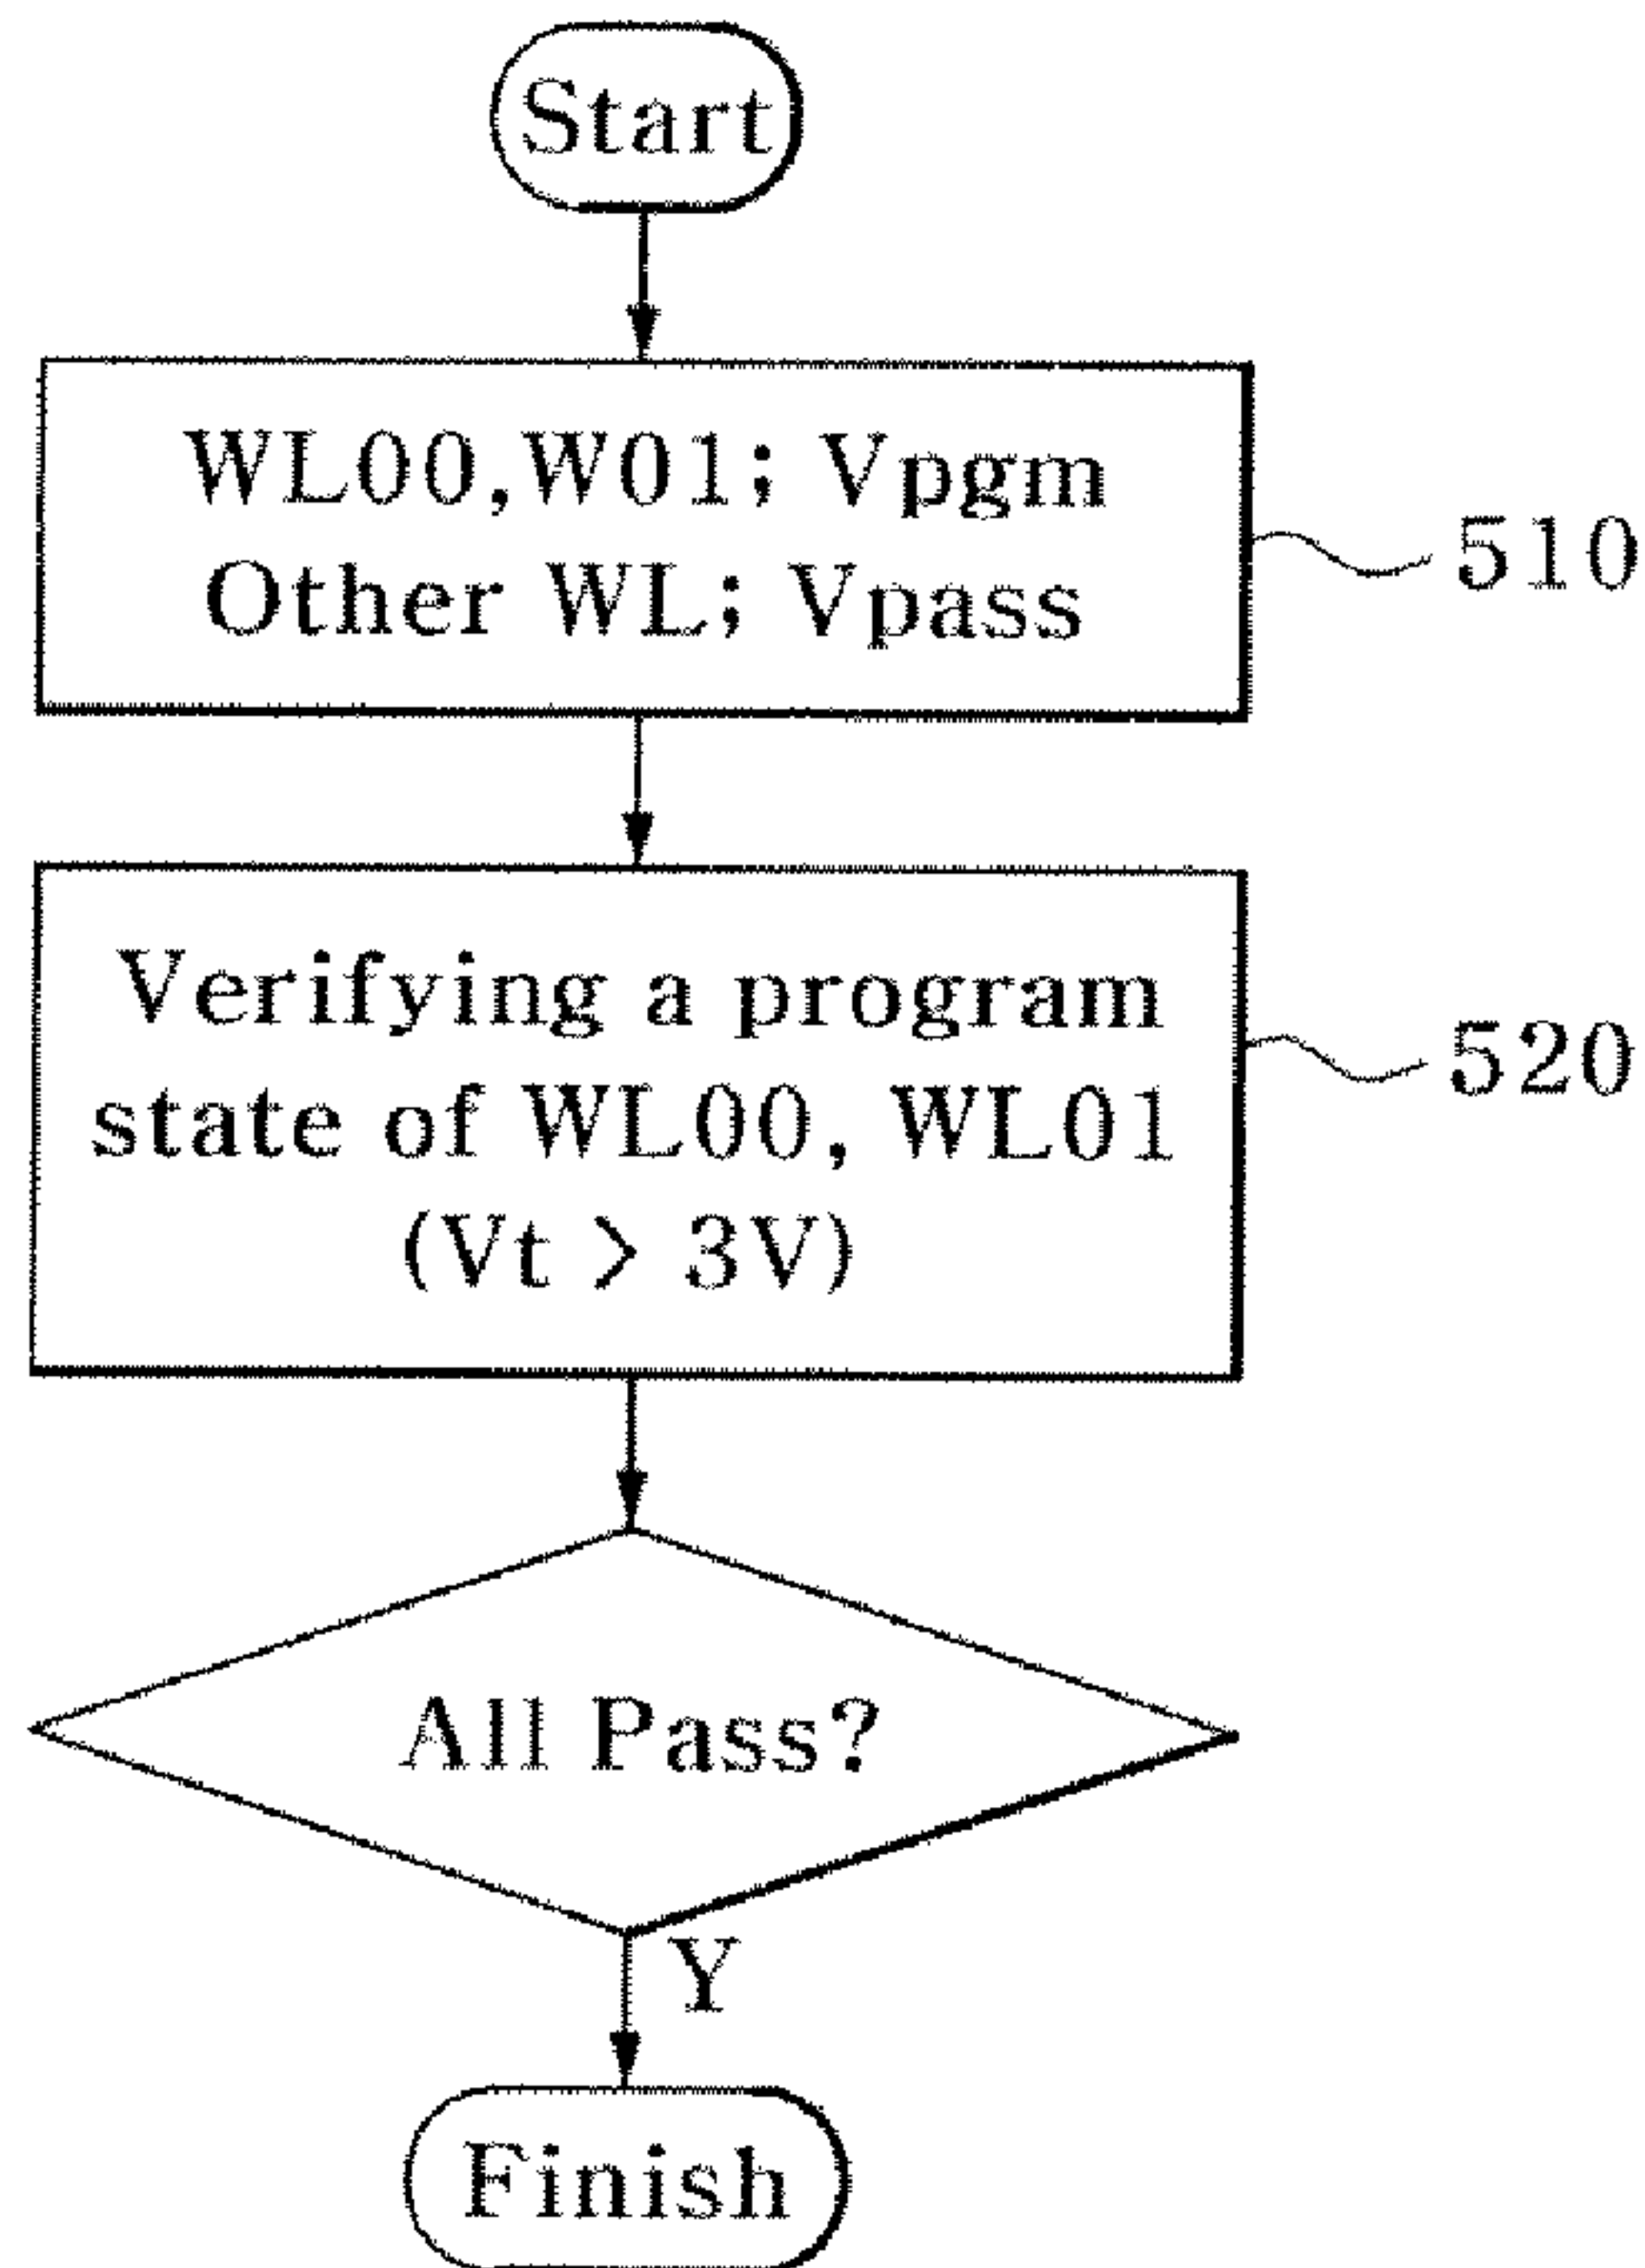 Start
WL00,W01; Vpgm
Other WL; Vpass
510
Verifying a program
state of WL00, WL01
(Vt > 3V)
520
All Pass?
Y
Finish